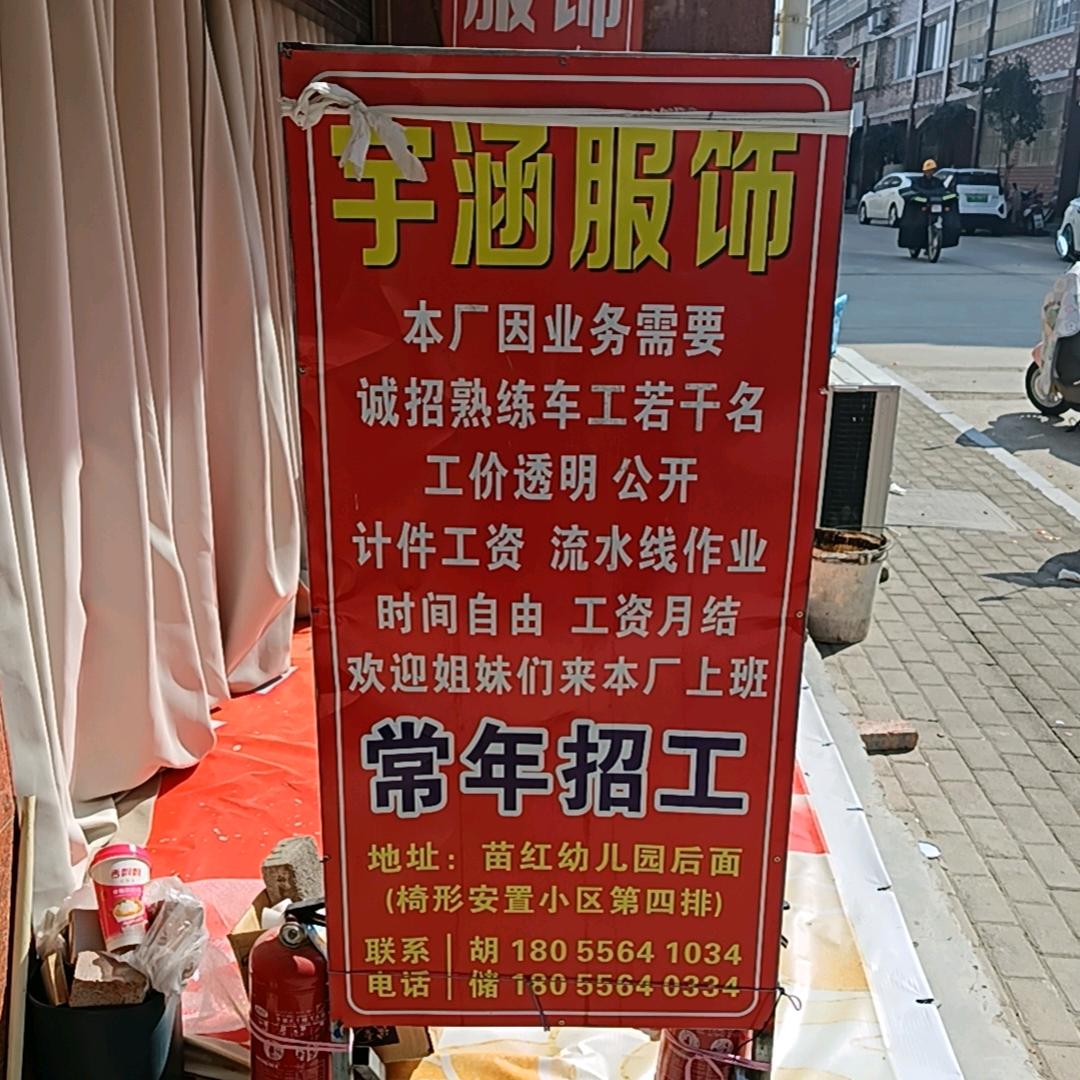 服饰
宇涵服饰
本厂因业务需要
诚招熟练车工若干名
工价透明 公开
计件工资 流水线作业
时间自由 工资月结
欢迎姐妹们来本厂上班
常年招工
地址：苗红幼儿园后面
(椅形安置小区第四排)
联系电话
胡 180 5564 1034
储 180 5564 0334